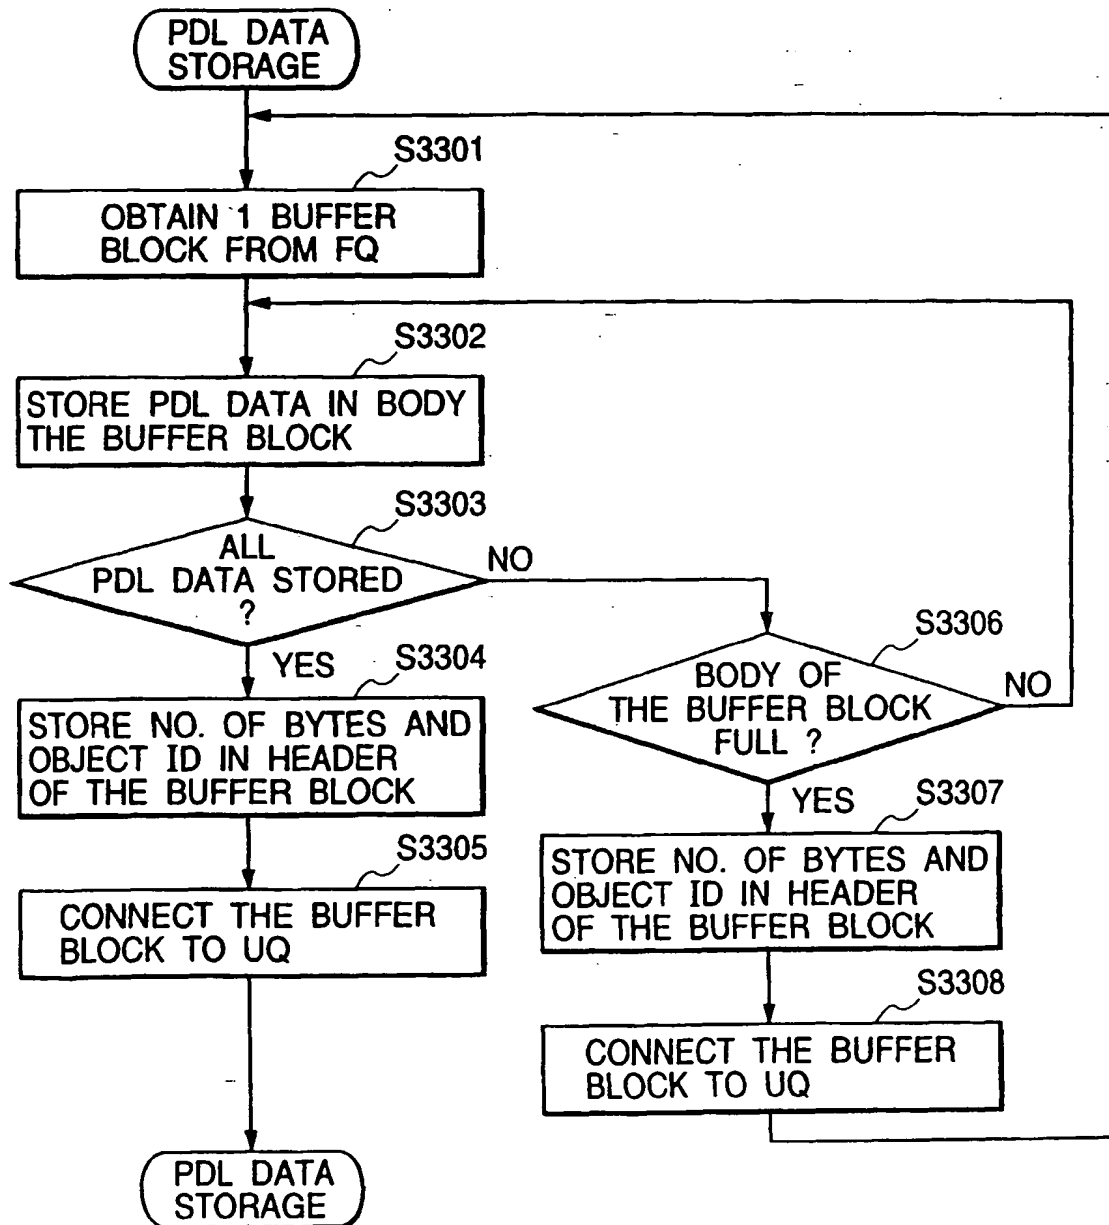 PDL DATA
STORAGE
S3301
OBTAIN 1 BUFFER
BLOCK FROM FQ
S3302
STORE PDL DATA IN BODY
THE BUFFER BLOCK
S3303
ALL
PDL DATA STORED
?
NO
YES
S3304
STORE NO. OF BYTES AND
OBJECT ID IN HEADER
OF THE BUFFER BLOCK
S3305
CONNECT THE BUFFER
BLOCK TO UQ
PDL DATA
STORAGE
S3306
BODY OF
THE BUFFER BLOCK
FULL ?
NO
YES
S3307
STORE NO. OF BYTES AND
OBJECT ID IN HEADER
OF THE BUFFER BLOCK
S3308
CONNECT THE BUFFER
BLOCK TO UQ